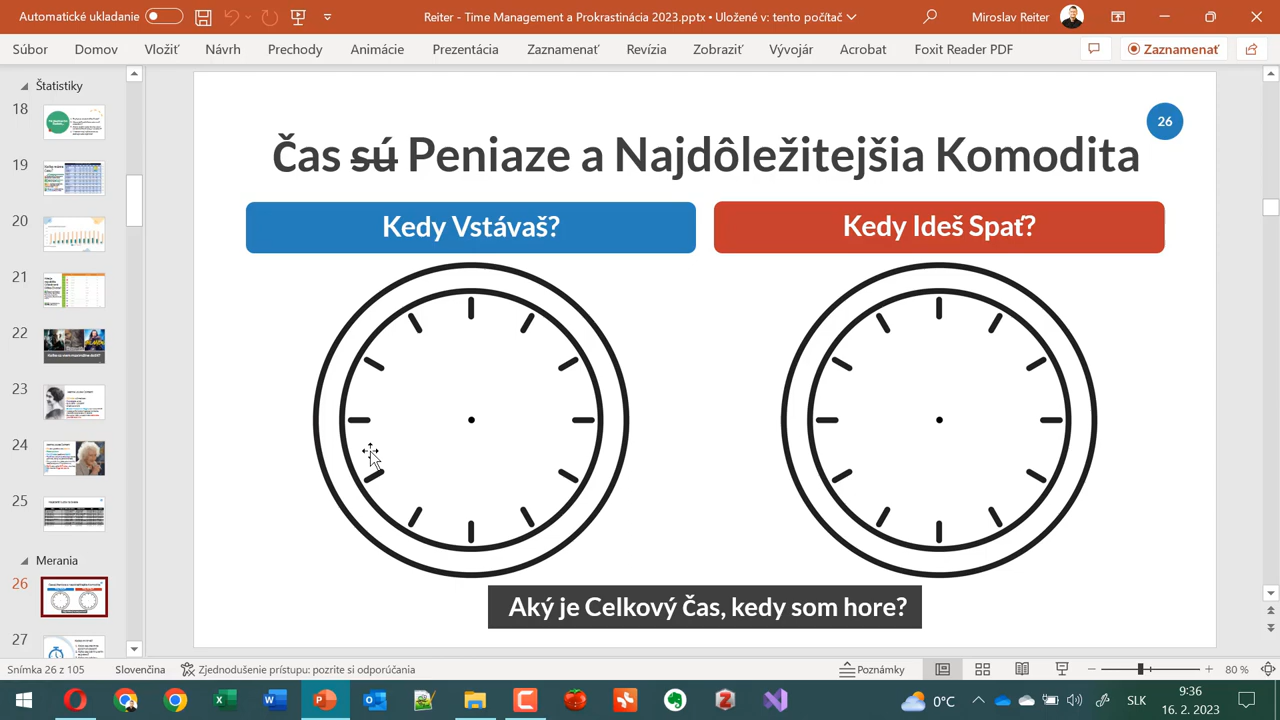 Automatické ukladanie
Reiter - Time Management a Prokrastinácia 2023.pptx • Uložené v: tento počítač
Miroslav Reiter
Súbor Domov Vložiť Návrh Prechody Animácie Prezentácia Zaznamenať Revízia Zobraziť Vývojár Acrobat Foxit Reader PDF
Zaznamenať
Štatistiky
18
19
20
21
22
23
24
25
Merania
26
27
26
Čas sú Peniaze a Najdôležitejšia Komodita
Kedy Vstávaš?
Kedy Ideš Spať?
Aký je Celkový Čas, kedy som hore?
Snímka 26 z 105
Slovenčina
Zjednodušenie prístupu: pozrite si odporúčania
Poznámky
80 %
0°C
SLK
9:36
16. 2. 2023